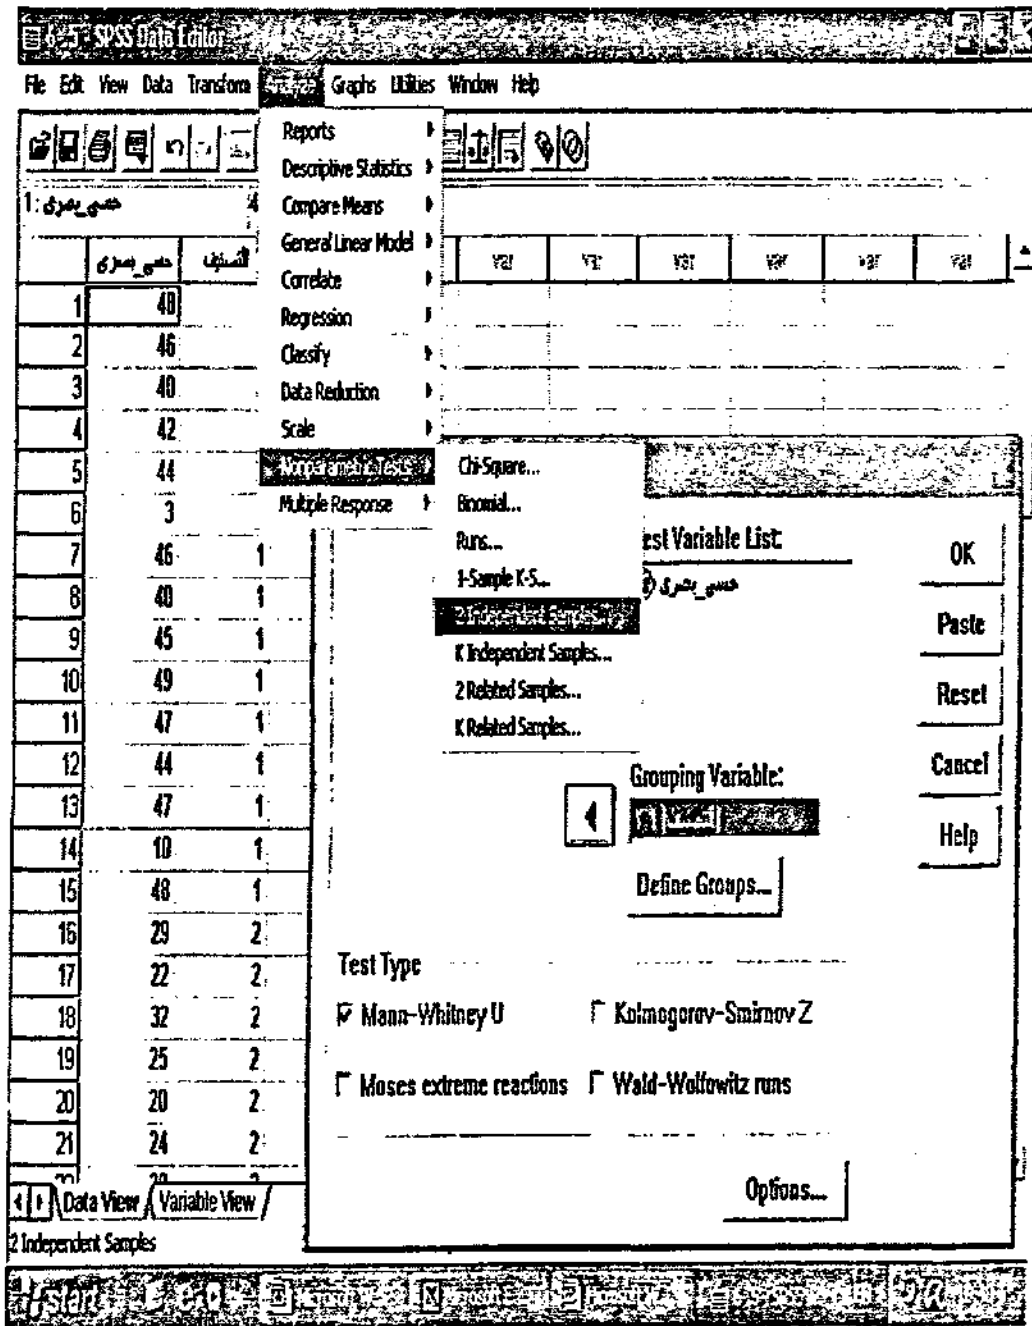 SPSS Data Editor
File Edit View Data Transform Graphs Utilities Window Help
Reports
Descriptive Statistics
Compare Means
General Linear Model
Correlate
Regression
Classify
Data Reduction
Scale
Nonparametric Tests
Multiple Response
Chi-Square...
Binomial...
Runs...
1-Sample K-S...
2 Independent Samples...
K Independent Samples...
2 Related Samples...
K Related Samples...
1: حسى_بصرى 4
حسى_بصرى var var var var var var
1 48
2 46
3 40
4 42
5 44
6 3
7 46 1
8 40 1
9 45 1
10 49 1
11 47 1
12 44 1
13 47 1
14 10 1
15 48 1
16 29 2
17 22 2
18 32 2
19 25 2
20 20 2
21 24 2
est Variable List:
حسى_بصرى
OK
Paste
Reset
Cancel
Help
Grouping Variable:
Define Groups...
Test Type
Mann-Whitney U Kolmogorov-Smirnov Z
Moses extreme reactions Wald-Wolfowitz runs
Options...
Data View Variable View
2 Independent Samples
start